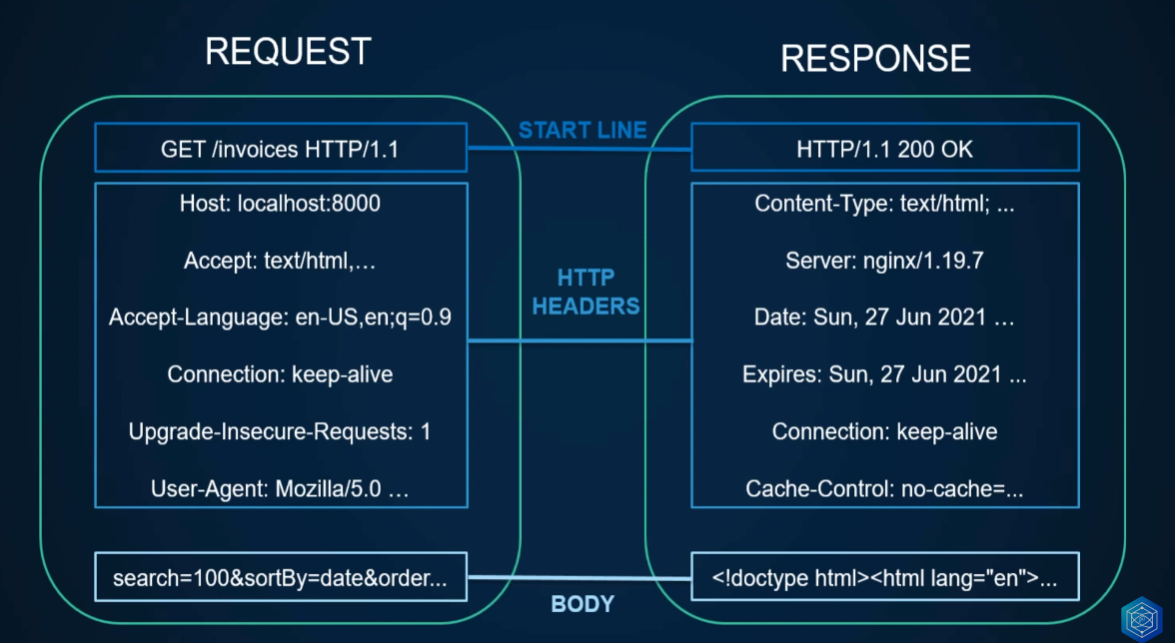 REQUEST
RESPONSE
START LINE
GET /invoices HTTP/1.1
HTTP/1.1 200 OK
Host: localhost:8000
Accept: text/html,...
Accept-Language: en-US,en;q=0.9
Connection: keep-alive
Upgrade-Insecure-Requests: 1
User-Agent: Mozilla/5.0 ...
HTTP
HEADERS
Content-Type: text/html; ...
Server: nginx/1.19.7
Date: Sun, 27 Jun 2021 ...
Expires: Sun, 27 Jun 2021 ...
Connection: keep-alive
Cache-Control: no-cache=...
search=100&sortBy=date&order...
<!doctype html><html lang="en">...
BODY